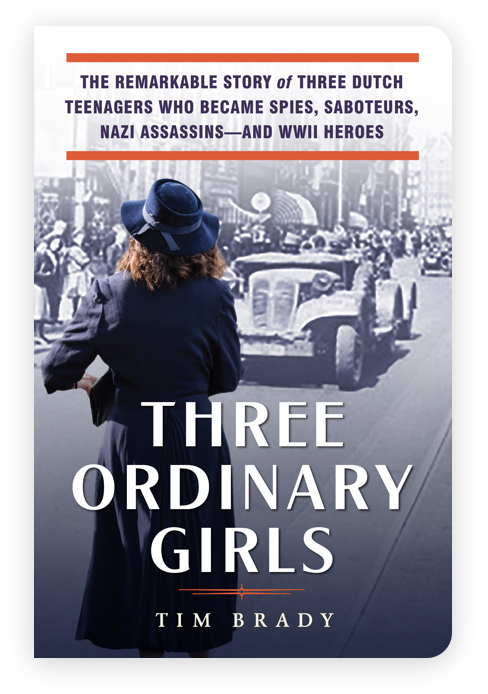 THE REMARKABLE STORY of THREE DUTCH
TEENAGERS WHO BECAME SPIES, SABOTEURS,
NAZI ASSASSINS—AND WWII HEROES
THREE
ORDINARY
GIRLS
TIM BRADY